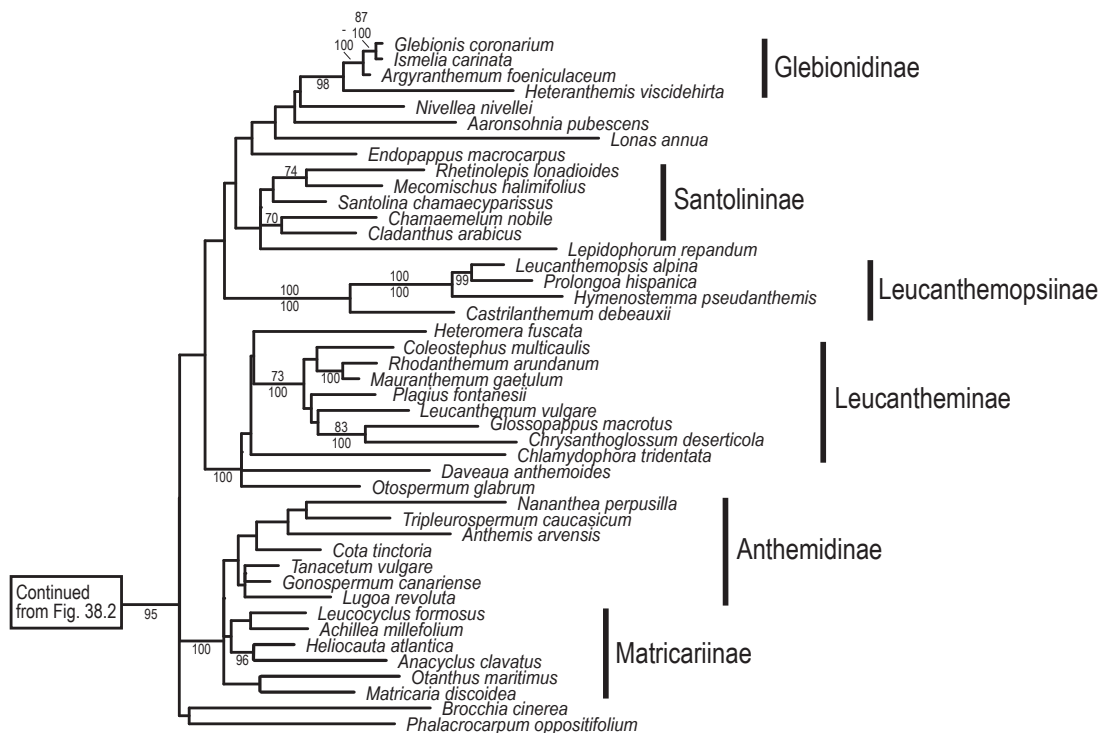 87
-
100
100
Glebionis coronarium
Ismelia carinata
Argyranthemum foeniculaceum
98
Heteranthemis viscidehirta
Glebionidinae
Nivellea nivellei
Aaronsohnia pubescens
Lonas annua
Endopappus macrocarpus
74
Rhetinolepis lonadioides
Mecomischus halimifolius
Santolina chamaecyparissus
Santolininae
70
Chamaemelum nobile
Cladanthus arabicus
Lepidophorum repandum
Leucanthemopsis alpina
100
99
Prolongoa hispanica
100
100
100
Hymenostemma pseudanthemis
Leucanthemopsiinae
Castrilanthemum debeauxii
Heteromera fuscata
Coleostephus multicaulis
Rhodanthemum arundanum
73
100
100
Mauranthemum gaetulum
Plagius fontanesii
Leucantheminae
Leucanthemum vulgare
83
100
Glossopappus macrotus
Chrysanthoglossum deserticola
Chlamydophora tridentata
100
Daveaua anthemoides
Otospermum glabrum
Nananthea perpusilla
Tripleurospermum caucasicum
Anthemis arvensis
Anthemidinae
Cota tinctoria
Tanacetum vulgare
Gonospermum canariense
Lugoa revoluta
Continued
from Fig. 38.2
95
Leucocyclus formosus
Achillea millefolium
100
Heliocauta atlantica
96
Anacyclus clavatus
Matricariinae
Otanthus maritimus
Matricaria discoidea
Brocchia cinerea
Phalacrocarpum oppositifolium